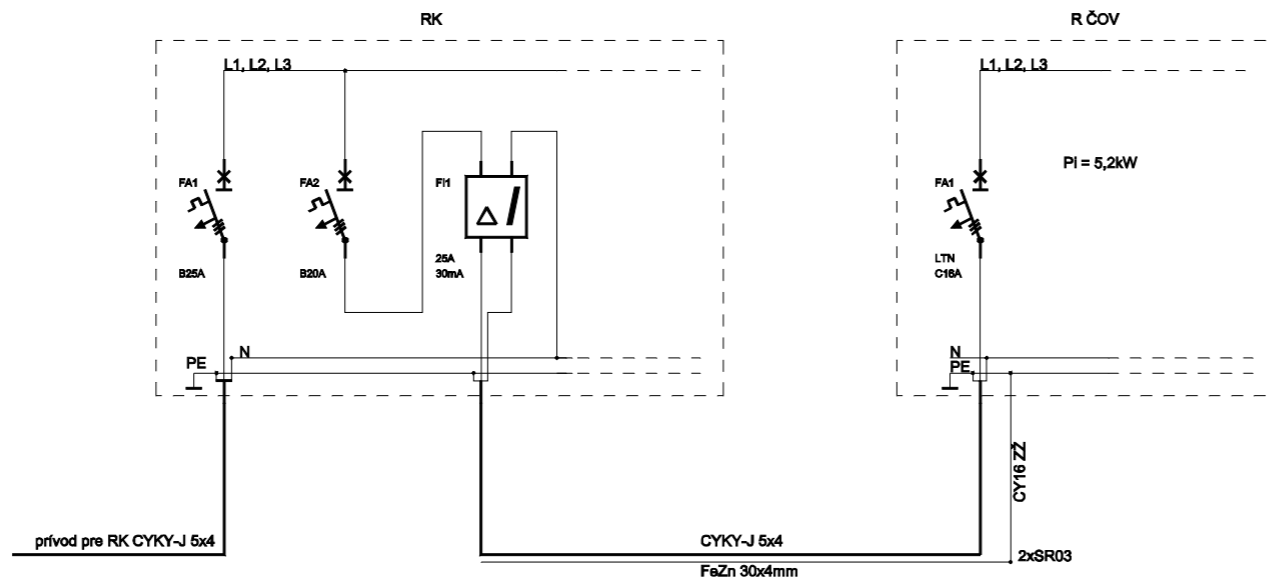 RK
R ČOV
L1, L2, L3
L1, L2, L3
Pi = 5,2kW
FA1
FA2
FI1
FA1
B25A
B20A
25A
30mA
LTN
C16A
N
PE
N
PE
CY16 ZŽ
prívod pre RK CYKY-J 5x4
CYKY-J 5x4
2xSR03
FeZn 30x4mm